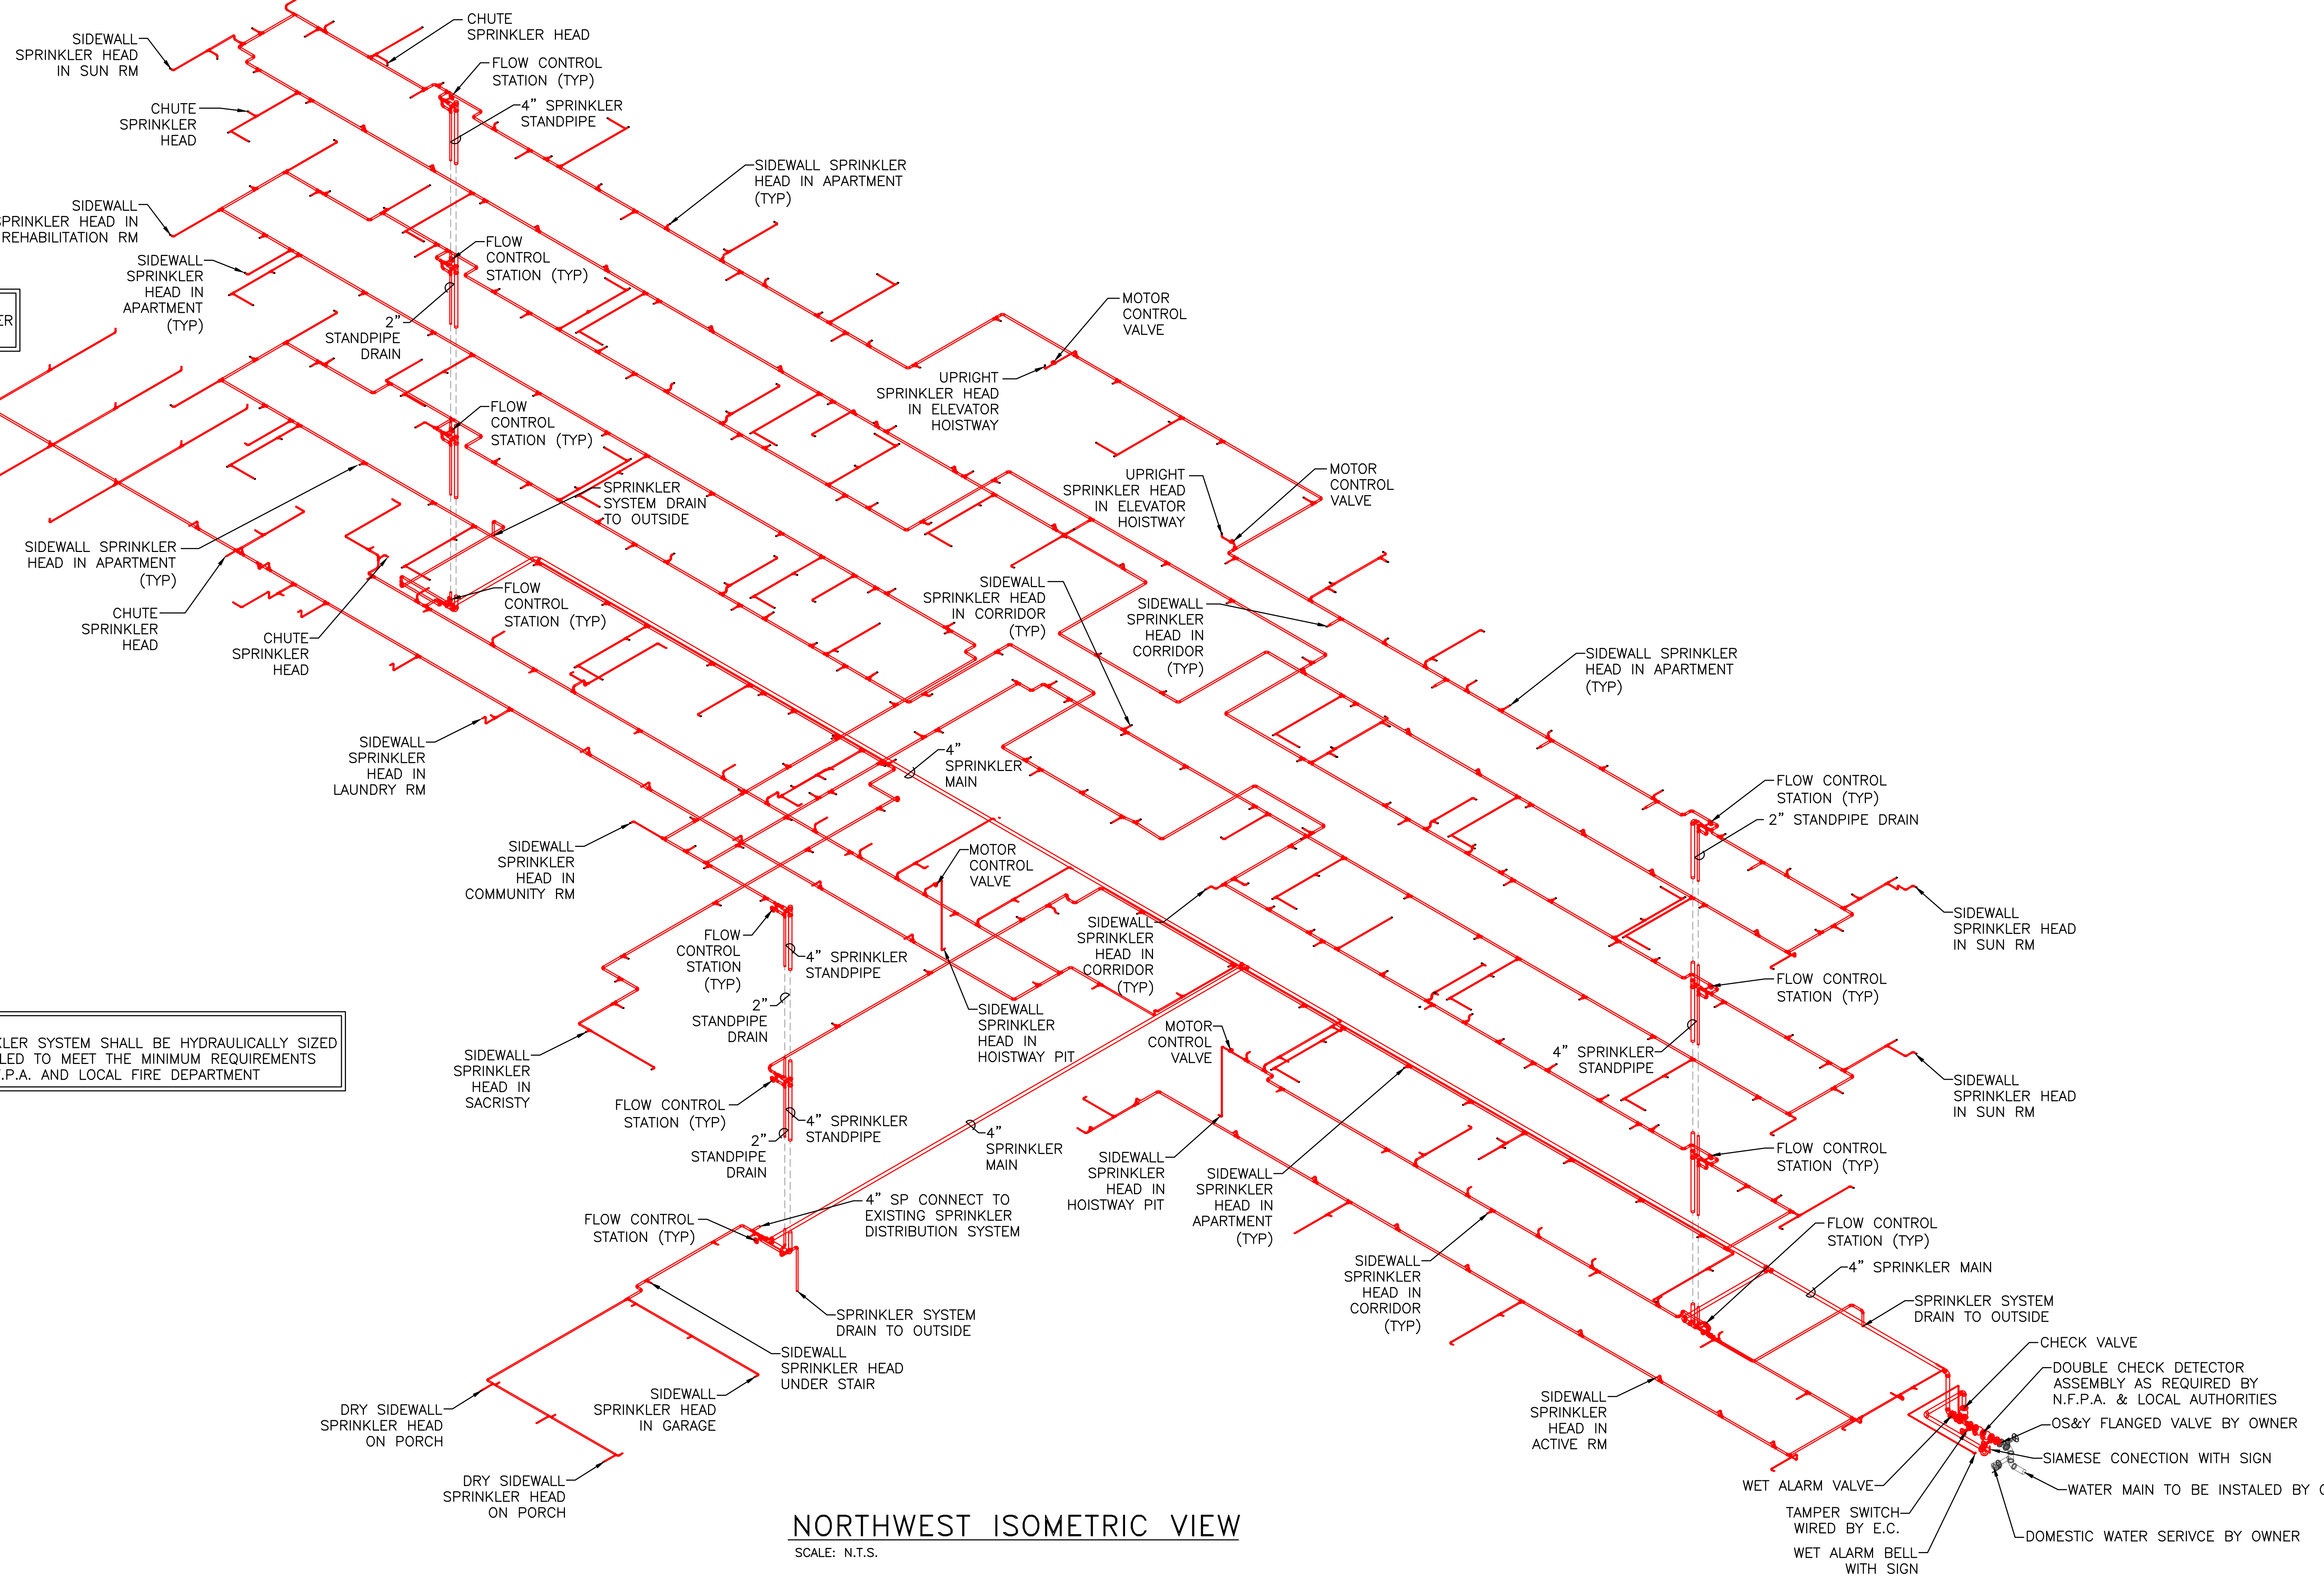 CHUTE
SPRINKLER HEAD
SIDEWALL
SPRINKLER HEAD
IN SUN RM
FLOW CONTROL
STATION (TYP)
4” SPRINKLER
STANDPIPE
CHUTE
SPRINKLER
HEAD
SIDEWALL SPRINKLER
HEAD IN APARTMENT
(TYP)
SIDEWALL
SPRINKLER HEAD IN
REHABILITATION RM
FLOW
CONTROL
STATION (TYP)
SIDEWALL
SPRINKLER
HEAD IN
APARTMENT
(TYP)
2”
STANDPIPE
DRAIN
MOTOR
CONTROL
VALVE
UPRIGHT
SPRINKLER HEAD
IN ELEVATOR
HOISTWAY
FLOW
CONTROL
STATION (TYP)
UPRIGHT
SPRINKLER HEAD
IN ELEVATOR
HOISTWAY
MOTOR
CONTROL
VALVE
SPRINKLER
SYSTEM DRAIN
TO OUTSIDE
SIDEWALL SPRINKLER
HEAD IN APARTMENT
(TYP)
CHUTE
SPRINKLER
HEAD
CHUTE
SPRINKLER
HEAD
FLOW
CONTROL
STATION (TYP)
SIDEWALL
SPRINKLER HEAD
IN CORRIDOR
(TYP)
SIDEWALL
SPRINKLER
HEAD IN
CORRIDOR
(TYP)
SIDEWALL SPRINKLER
HEAD IN APARTMENT
(TYP)
SIDEWALL
SPRINKLER
HEAD IN
LAUNDRY RM
4”
SPRINKLER
MAIN
FLOW CONTROL
STATION (TYP)
2” STANDPIPE DRAIN
SIDEWALL
SPRINKLER
HEAD IN
COMMUNITY RM
MOTOR
CONTROL
VALVE
SIDEWALL
SPRINKLER
HEAD IN
CORRIDOR
(TYP)
SIDEWALL
SPRINKLER HEAD
IN SUN RM
FLOW
CONTROL
STATION
(TYP)
4” SPRINKLER
STANDPIPE
2”
STANDPIPE
DRAIN
FLOW CONTROL
STATION (TYP)
SIDEWALL
SPRINKLER
HEAD IN
HOISTWAY PIT
MOTOR
CONTROL
VALVE
4” SPRINKLER
STANDPIPE
KLER SYSTEM SHALL BE HYDRAULICALLY SIZED
LED TO MEET THE MINIMUM REQUIREMENTS
F.P.A. AND LOCAL FIRE DEPARTMENT
SIDEWALL
SPRINKLER
HEAD IN
SACRISTY
SIDEWALL
SPRINKLER HEAD
IN SUN RM
FLOW CONTROL
STATION (TYP)
4” SPRINKLER
STANDPIPE
2”
STANDPIPE
DRAIN
4”
SPRINKLER
MAIN
SIDEWALL
SPRINKLER
HEAD IN
HOISTWAY PIT
SIDEWALL
SPRINKLER
HEAD IN
APARTMENT
(TYP)
FLOW CONTROL
STATION (TYP)
4” SP CONNECT TO
EXISTING SPRINKLER
DISTRIBUTION SYSTEM
FLOW CONTROL
STATION (TYP)
FLOW CONTROL
STATION (TYP)
SIDEWALL
SPRINKLER
HEAD IN
CORRIDOR
(TYP)
4” SPRINKLER MAIN
SPRINKLER SYSTEM
DRAIN TO OUTSIDE
SPRINKLER SYSTEM
DRAIN TO OUTSIDE
SIDEWALL
SPRINKLER HEAD
UNDER STAIR
SIDEWALL
SPRINKLER HEAD
IN GARAGE
DRY SIDEWALL
SPRINKLER HEAD
ON PORCH
DRY SIDEWALL
SPRINKLER HEAD
ON PORCH
SIDEWALL
SPRINKLER
HEAD IN
ACTIVE RM
CHECK VALVE
DOUBLE CHECK DETECTOR
ASSEMBLY AS REQUIRED BY
N.F.P.A. & LOCAL AUTHORITIES
OS&Y FLANGED VALVE BY OWNER
SIAMESE CONECTION WITH SIGN
WET ALARM VALVE
WATER MAIN TO BE INSTALED BY
TAMPER SWITCH
WIRED BY E.C.
DOMESTIC WATER SERIVCE BY OWNER
WET ALARM BELL
WITH SIGN
NORTHWEST ISOMETRIC VIEW
SCALE: N.T.S.